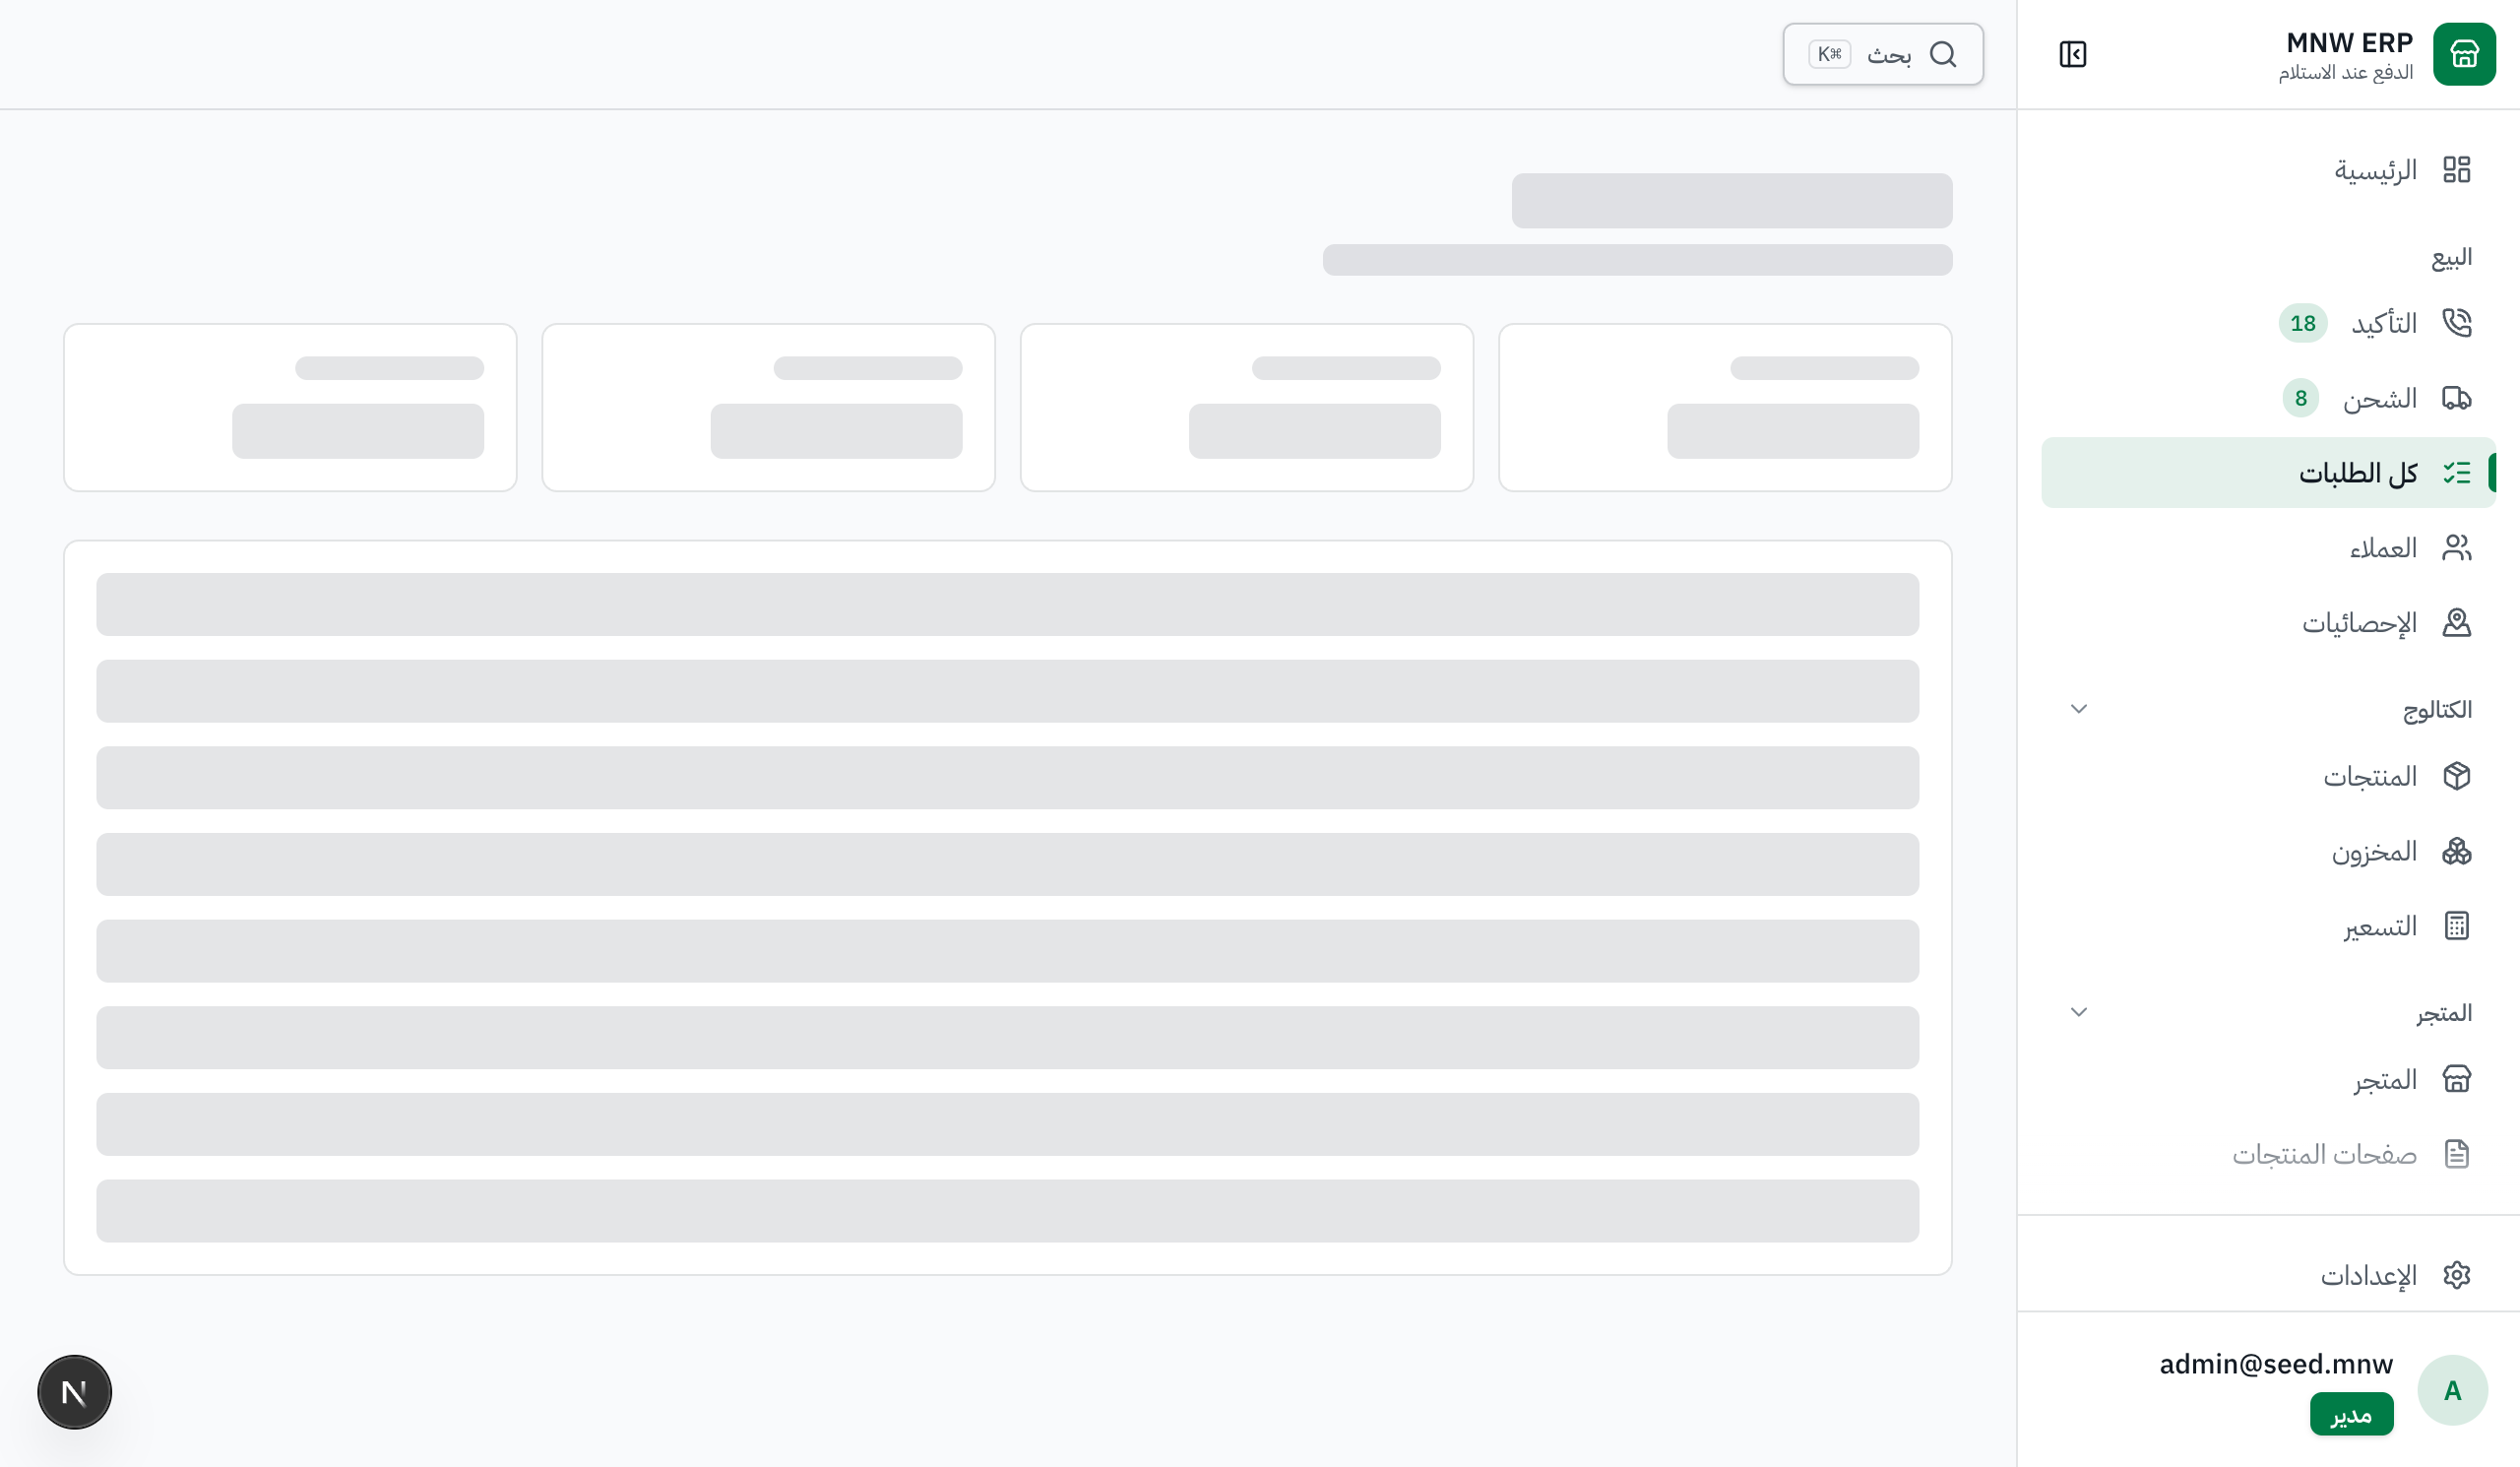 MNW ERP
الدفع عند الاستلام
بحث
⌘K
الرئيسية
البيع
التأكيد 18
الشحن 8
كل الطلبات
العملاء
الإحصائيات
الكتالوج
المنتجات
المخزون
التسعير
المتجر
المتجر
صفحات المنتجات
الإعدادات
A
admin@seed.mnw
مدير
N